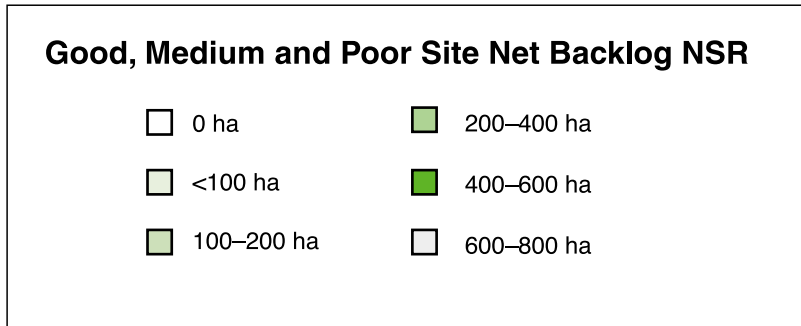 Good, Medium and Poor Site Net Backlog NSR
0 ha
<100 ha
100–200 ha
200–400 ha
400–600 ha
600–800 ha